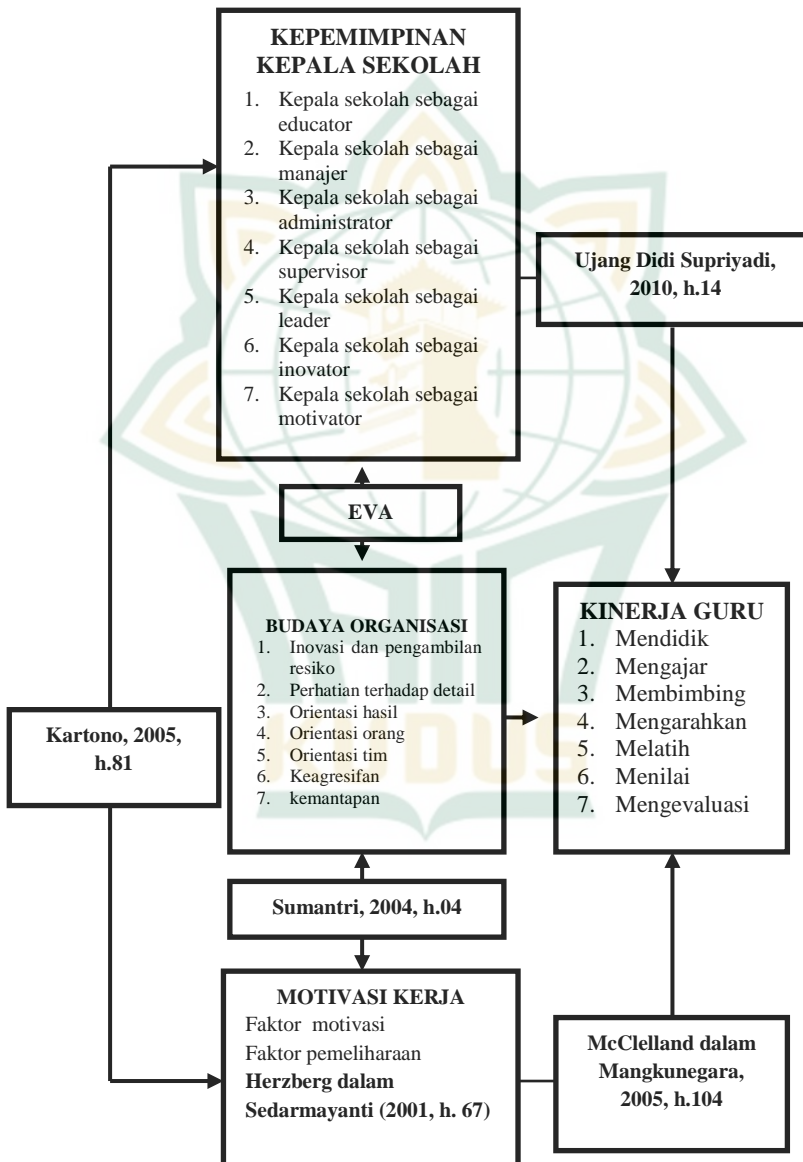 KEPEMIMPINAN
KEPALA SEKOLAH
1. Kepala sekolah sebagai
educator
2. Kepala sekolah sebagai
manajer
3. Kepala sekolah sebagai
administrator
4. Kepala sekolah sebagai
supervisor
5. Kepala sekolah sebagai
leader
6. Kepala sekolah sebagai
inovator
7. Kepala sekolah sebagai
motivator
Ujang Didi Supriyadi,
2010, h.14
EVA
BUDAYA ORGANISASI
1. Inovasi dan pengambilan
resiko
2. Perhatian terhadap detail
3. Orientasi hasil
4. Orientasi orang
5. Orientasi tim
6. Keagresifan
7. kemantapan
KINERJA GURU
1. Mendidik
2. Mengajar
3. Membimbing
4. Mengarahkan
5. Melatih
6. Menilai
7. Mengevaluasi
Kartono, 2005,
h.81
Sumantri, 2004, h.04
MOTIVASI KERJA
Faktor motivasi
Faktor pemeliharaan
Herzberg dalam
Sedarmayanti (2001, h. 67)
McClelland dalam
Mangkunegara,
2005, h.104
KUDUS